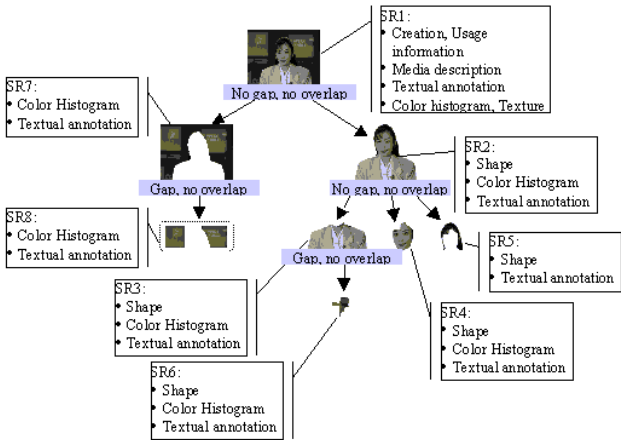 SR1:
• Creation, Usage
information
• Media description
• Textual annotation
• Color histogram, Texture
No gap, no overlap
SR7:
• Color Histogram
• Textual annotation
SR2:
• Shape
• Color Histogram
• Textual annotation
Gap, no overlap
No gap, no overlap
SR8:
• Color Histogram
• Textual annotation
SR5:
• Shape
• Textual annotation
Gap, no overlap
SR3:
• Shape
• Color Histogram
• Textual annotation
SR4:
• Shape
• Color Histogram
• Textual annotation
SR6:
• Shape
• Color Histogram
• Textual annotation